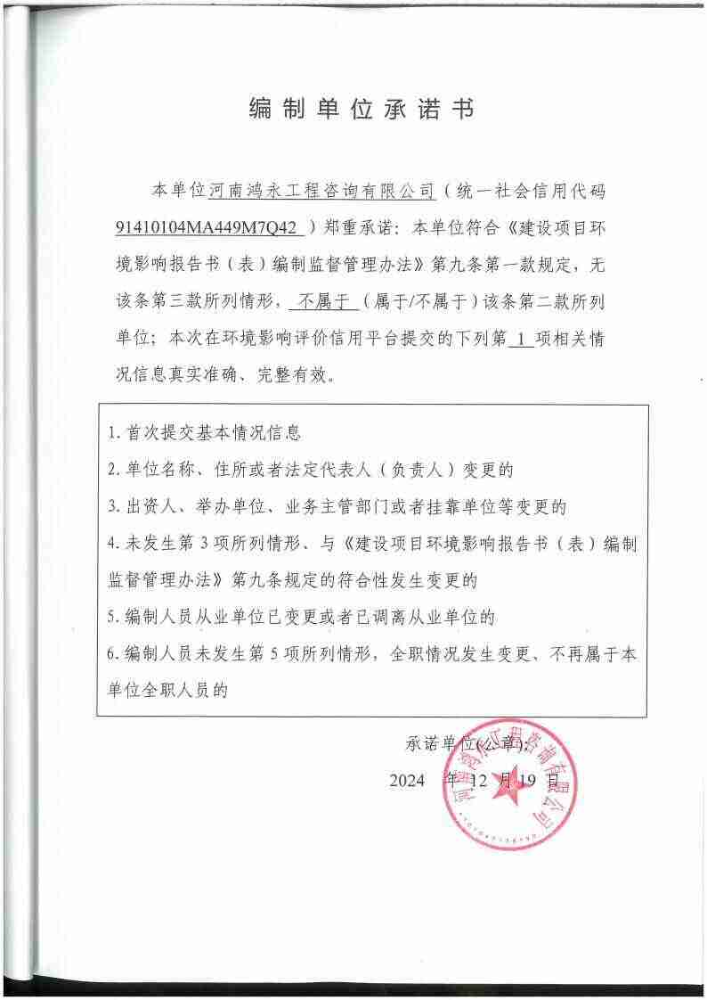 编制单位承诺书
本单位河南鸿永工程咨询有限公司（统一社会信用代码
91410104MA449M7Q42 ）郑重承诺：本单位符合《建设项目环
境影响报告书（表）编制监督管理办法》第九条第一款规定，无
该条第三款所列情形， 不属于 （属于/不属于）该条第二款所列
单位；本次在环境影响评价信用平台提交的下列第 1 项相关情
况信息真实准确、完整有效。
1. 首次提交基本情况信息
2. 单位名称、住所或者法定代表人（负责人）变更的
3. 出资人、举办单位、业务主管部门或者挂靠单位等变更的
4. 未发生第 3 项所列情形、与《建设项目环境影响报告书（表）编制
监督管理办法》第九条规定的符合性发生变更的
5. 编制人员从业单位已变更或者已调离从业单位的
6. 编制人员未发生第 5 项所列情形，全职情况发生变更、不再属于本
单位全职人员的
承诺单位(公章):
2024 年 12 月 19 日
河南鸿永工程咨询有限公司